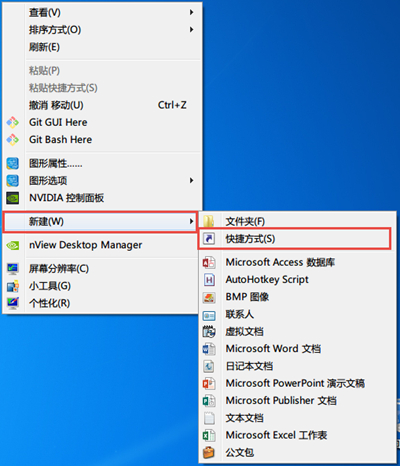 查看(V)
排序方式(O)
刷新(E)
粘贴(P)
粘贴快捷方式(S)
撤消 移动(U) Ctrl+Z
Git GUI Here
Git Bash Here
图形属性……
图形选项
NVIDIA 控制面板
新建(W)
nView Desktop Manager
屏幕分辨率(C)
小工具(G)
个性化(R)
文件夹(F)
快捷方式(S)
Microsoft Access 数据库
AutoHotkey Script
BMP 图像
联系人
虚拟文档
Microsoft Word 文档
日记本文档
Microsoft PowerPoint 演示文稿
Microsoft Publisher 文档
文本文档
Microsoft Excel 工作表
公文包